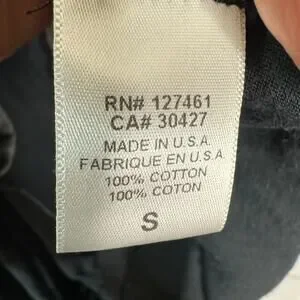 RN# 127461
CA# 30427
MADE IN U.S.A.
FABRIQUE EN U.S.A.
100% COTTON
100% COTON
S